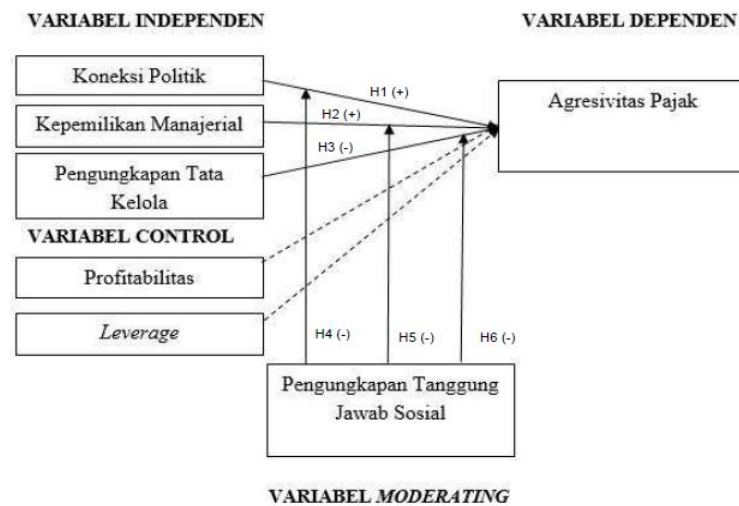 VARIABEL INDEPENDEN
VARIABEL DEPENDEN
Koneksi Politik
H1 (+)
Agresivitas Pajak
Kepemilikan Manajerial
H2 (+)
H3 (-)
Pengungkapan Tata
Kelola
VARIABEL CONTROL
Profitabilitas
Leverage
H4 (-)
H5 (-)
H6 (-)
Pengungkapan Tanggung
Jawab Sosial
VARIABEL MODERATING